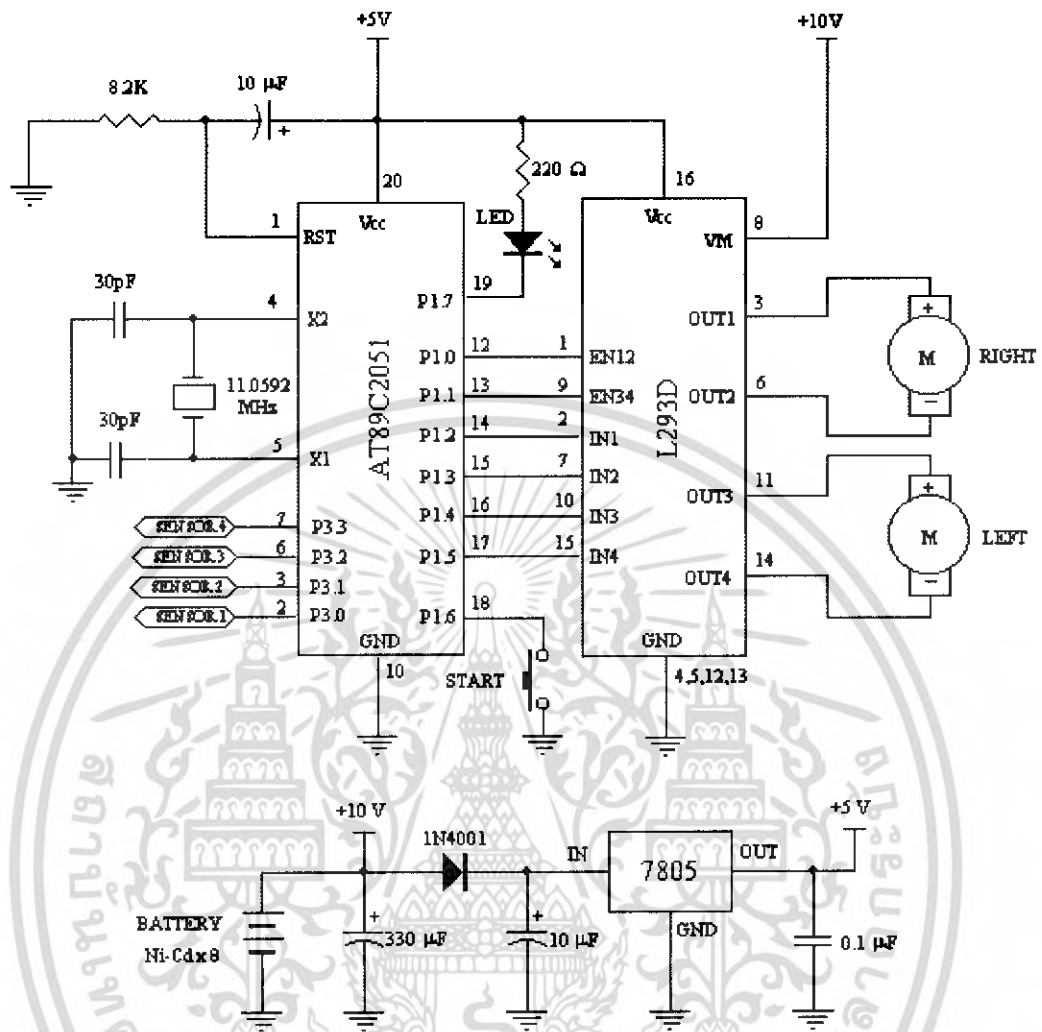 +5V
+10V
82K
10 μF
20
220 Ω
16
LED
1
RST
Vcc
Vcc
8
VM
30pF
4
X2
19
P1.7
3
OUT1
11.0592
MHz
AT89C2051
P1.0
12
1
EN12
L293D
M
RIGHT
P1.1
13
9
EN34
6
OUT2
30pF
5
X1
P1.2
14
2
IN1
P1.3
15
7
IN2
11
OUT3
SENSOR.4
7
P3.3
P1.4
16
10
IN3
SENSOR.3
6
P3.2
P1.5
17
15
IN4
M
LEFT
SENSOR.2
3
P3.1
14
OUT4
SENSOR.1
2
P3.0
P1.6
18
GND
10
START
GND
4,5,12,13
+10 V
1N4001
IN
7805
OUT
+5 V
BATTERY
Ni-Cdx8
+
330 μF
+
10 μF
GND
0.1 μF